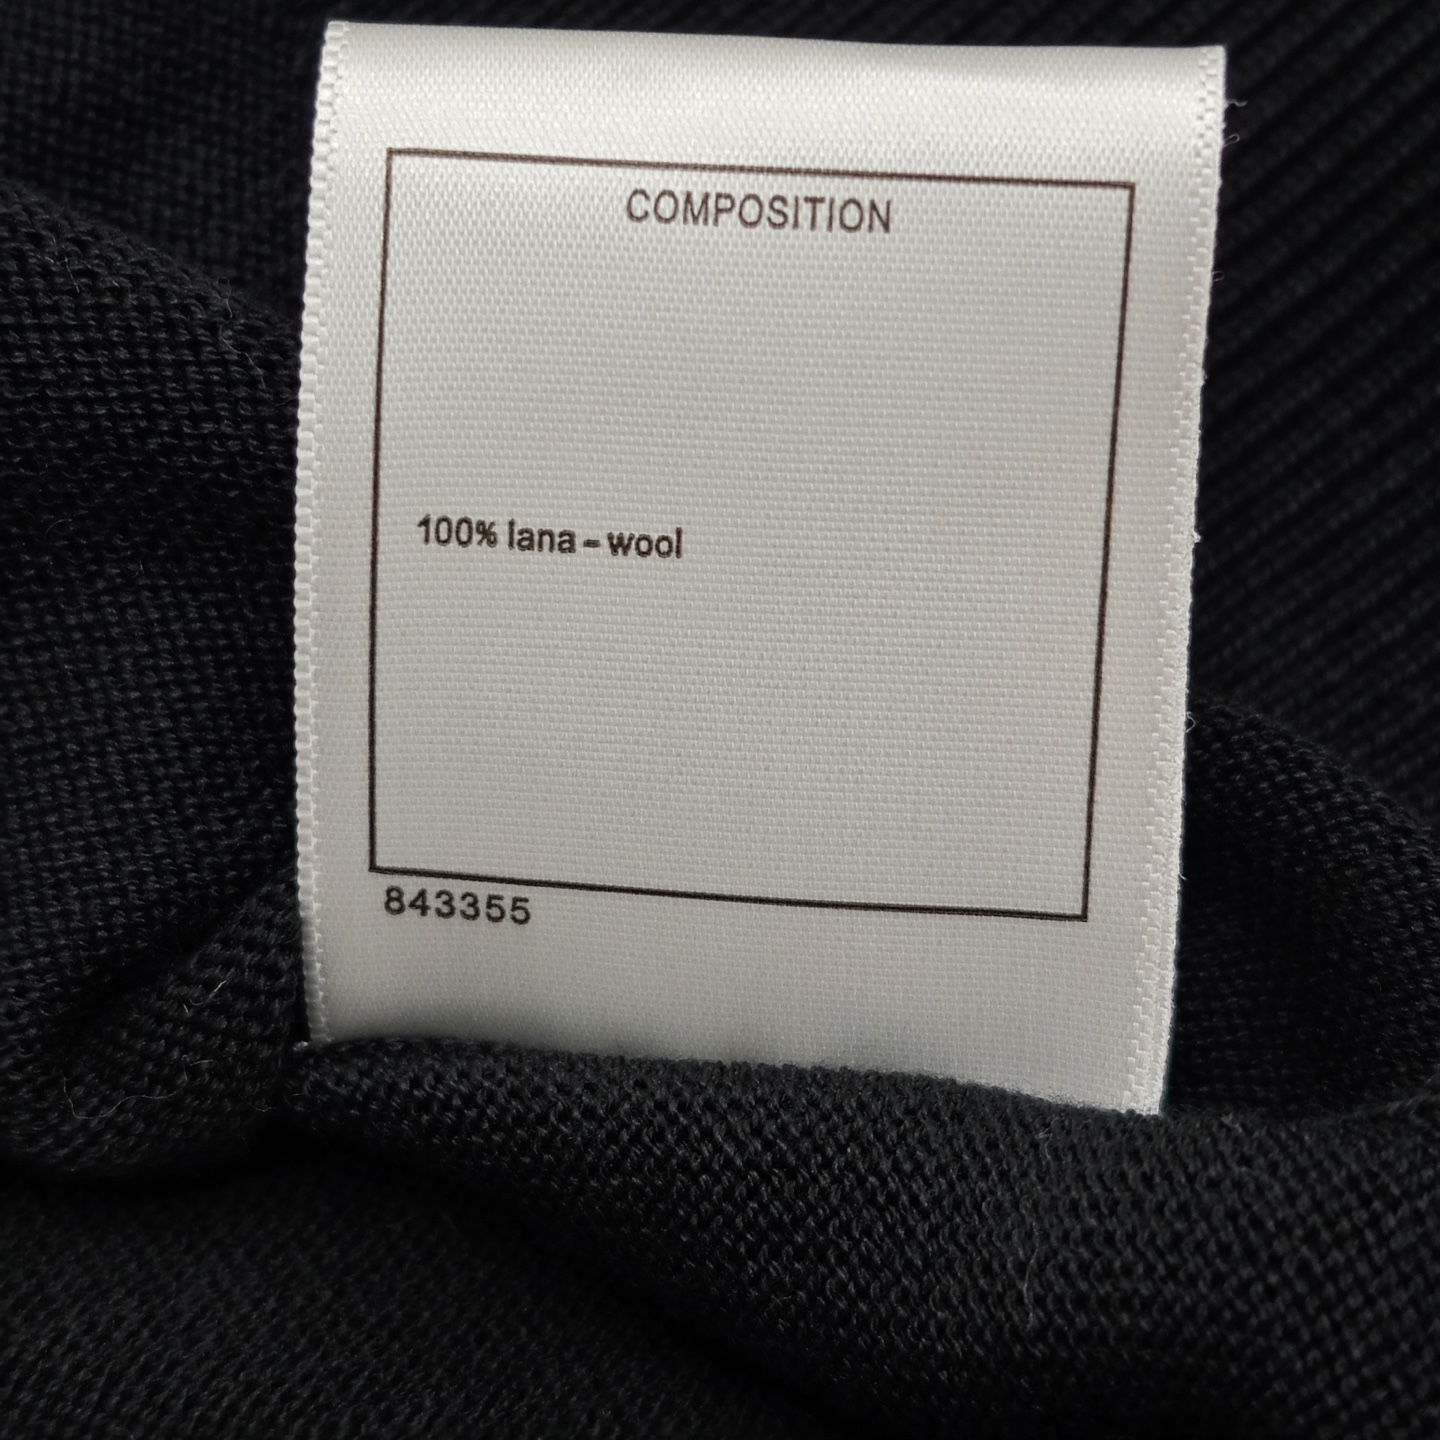 COMPOSITION
100% lana - wool
843355